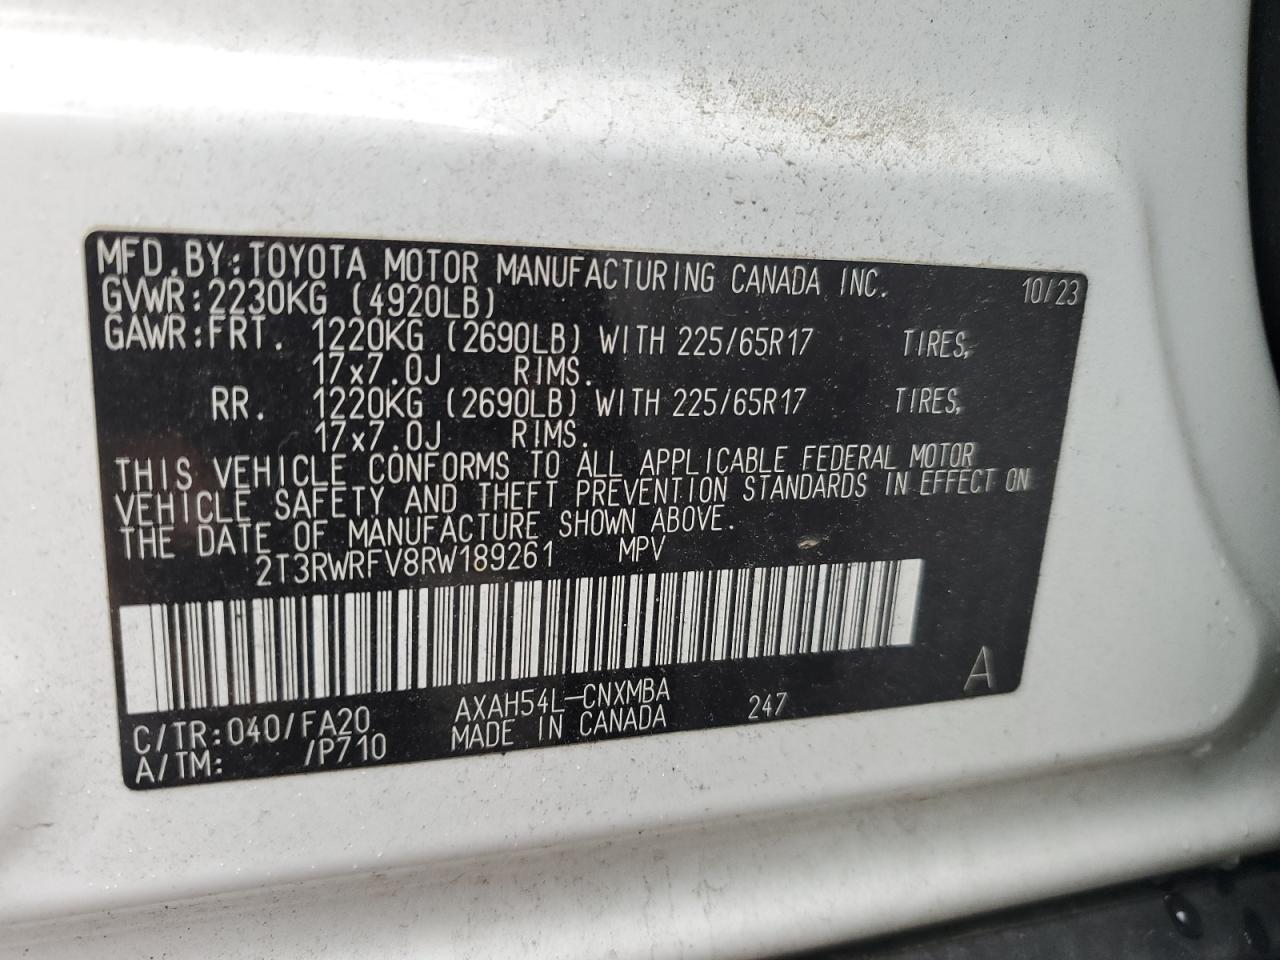 MFD.BY:TOYOTA MOTOR MANUFACTURING CANADA INC. 10/23
GVWR:2230KG (4920LB)
GAWR:FRT. 1220KG (2690LB) WITH 225/65R17 TIRES,
17x7.0J RIMS.
RR. 1220KG (2690LB) WITH 225/65R17 TIRES,
17x7.0J RIMS.
THIS VEHICLE CONFORMS TO ALL APPLICABLE FEDERAL MOTOR
VEHICLE SAFETY AND THEFT PREVENTION STANDARDS IN EFFECT ON
THE DATE OF MANUFACTURE SHOWN ABOVE.
2T3RWRFV8RW189261 MPV
C/TR:040/FA20 AXAH54L-CNXMBA 247 A
A/TM: /P710 MADE IN CANADA